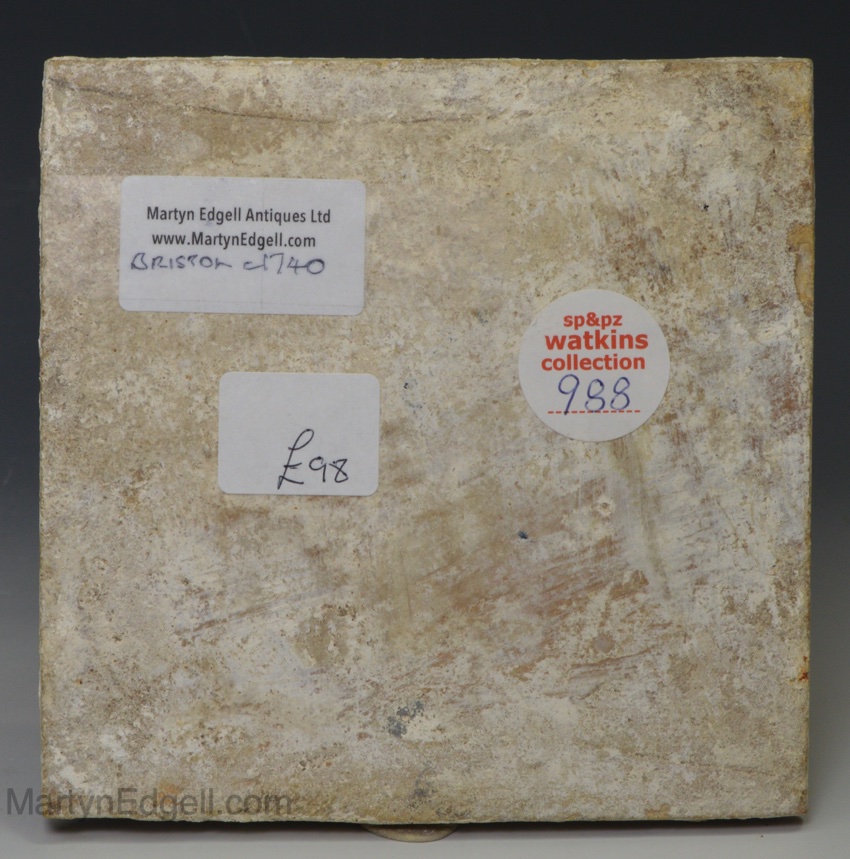 Martyn Edgell Antiques Ltd
www.MartynEdgell.com
BRISTOL c1740
sp&pz
watkins
collection
988
£98
MartynEdgell.com